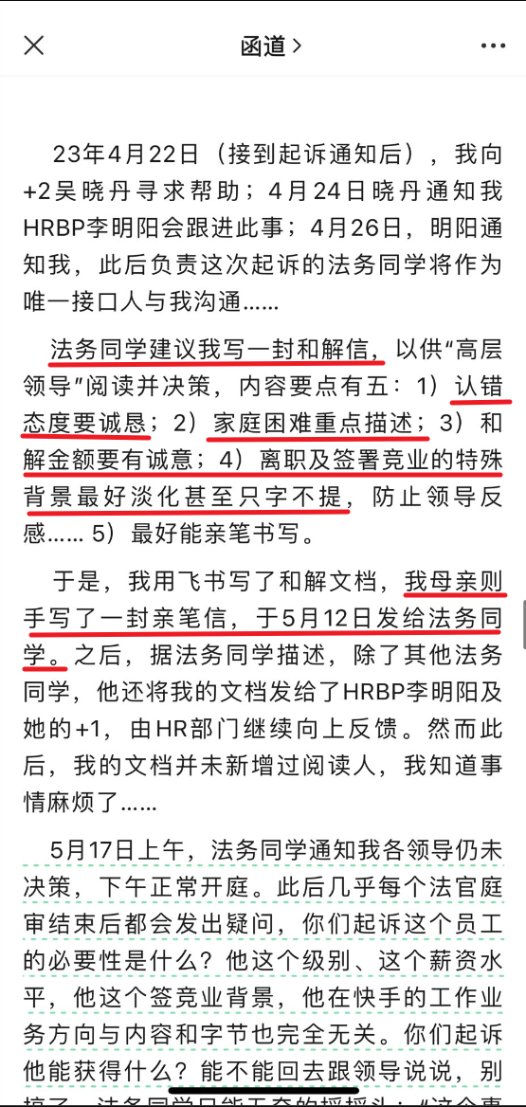 函道
23年4月22日（接到起诉通知后），我向
+2吴晓丹寻求帮助；4月24日晓丹通知我
HRBP李明阳会跟进此事；4月26日，明阳通
知我，此后负责这次起诉的法务同学将作为
唯一接口人与我沟通……
法务同学建议我写一封和解信，以供“高层
领导”阅读并决策，内容要点有五：1）认错
态度要诚恳；2）家庭困难重点描述；3）和
解金额要有诚意；4）离职及签署竞业的特殊
背景最好淡化甚至只字不提，防止领导反
感…… 5）最好能亲笔书写。
于是，我用飞书写了和解文档，我母亲则
手写了一封亲笔信，于5月12日发给法务同
学。之后，据法务同学描述，除了其他法务
同学，他还将我的文档发给了HRBP李明阳及
她的+1，由HR部门继续向上反馈。然而此
后，我的文档并未新增过阅读人，我知道事
情麻烦了……
5月17日上午，法务同学通知我各领导仍未
决策，下午正常开庭。此后几乎每个法官庭
审结束后都会发出疑问，你们起诉这个员工
的必要性是什么？他这个级别、这个薪资水
平，他这个签竞业背景，他在快手的工作业
务方向与内容和字节也完全无关。你们起诉
他能获得什么？能不能回去跟领导说说，别